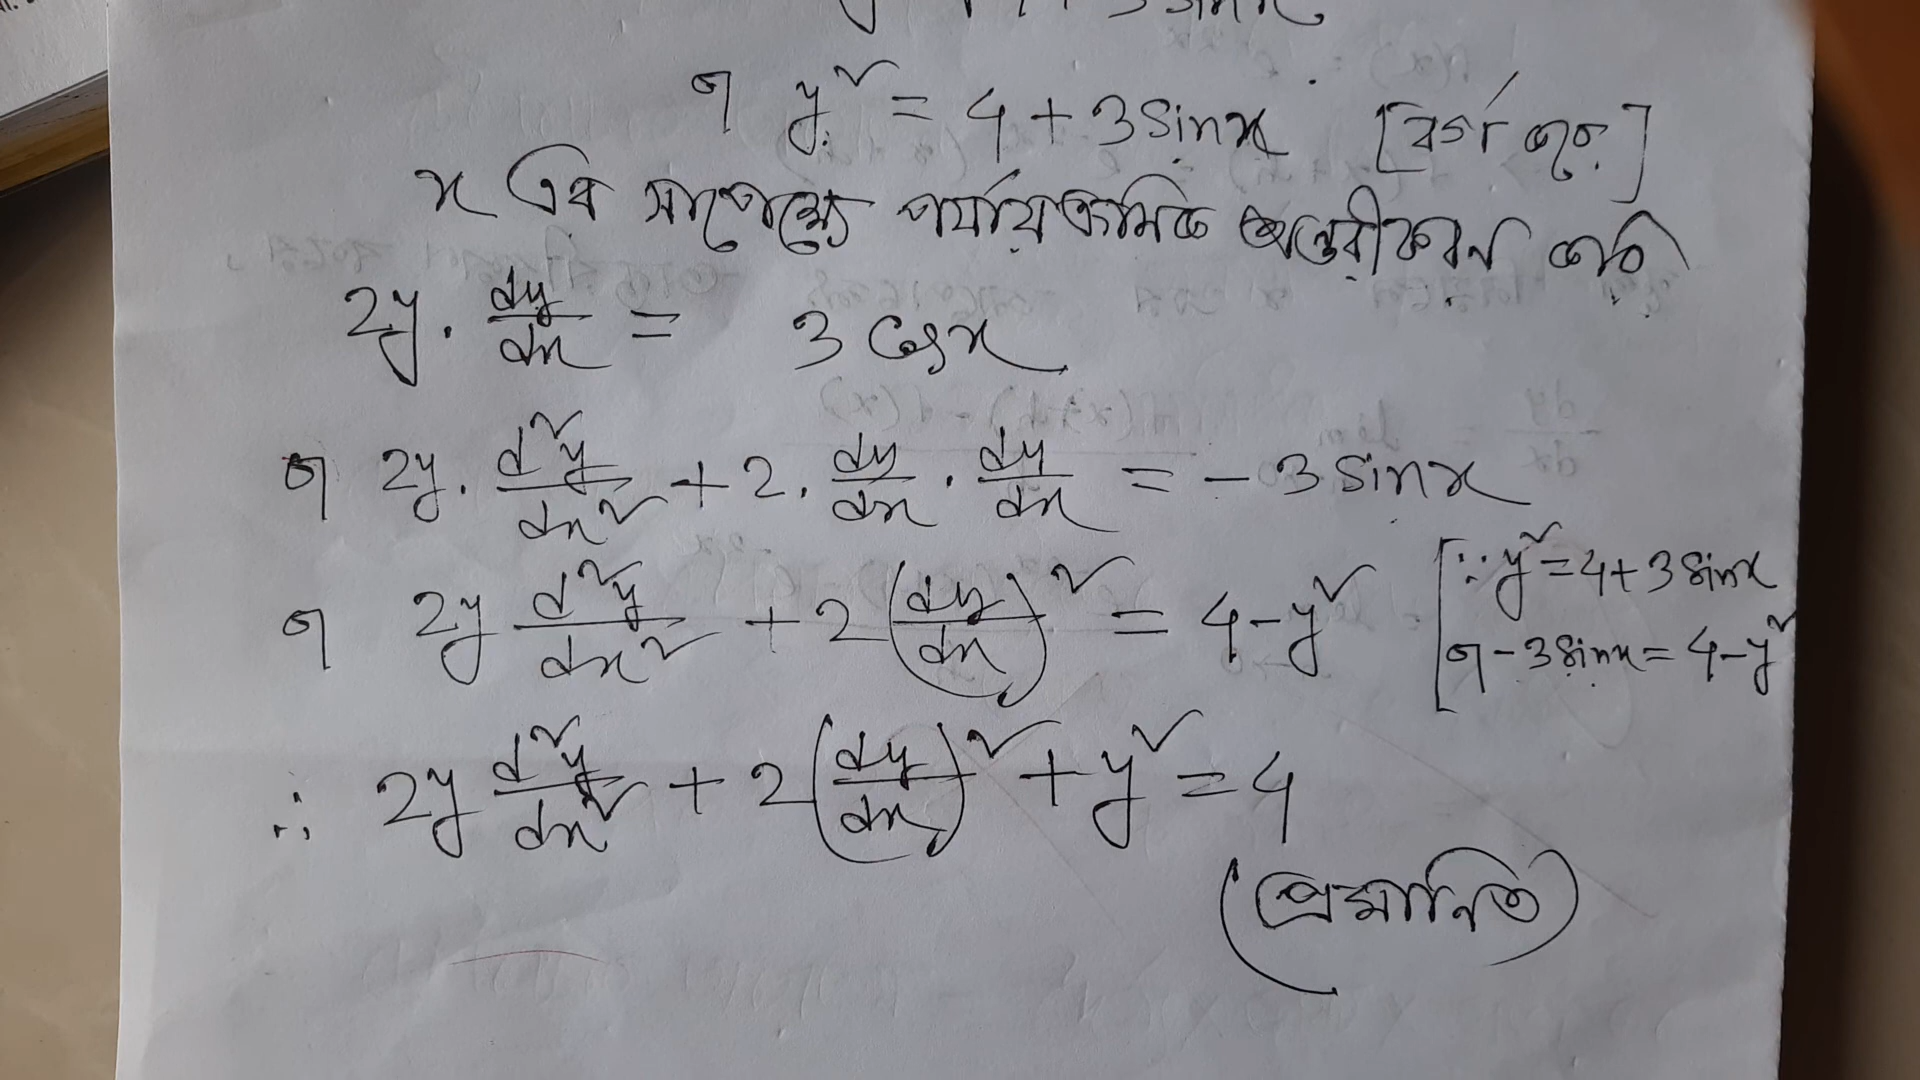 বা y² = 4 + 3 sinx [বর্গ করে]
x এর সাপেক্ষে পর্যায়ক্রমিক অন্তরীকরণ করি
2y · dy/dx = 3 cosx
বা 2y · d²y/dx² + 2 · dy/dx · dy/dx = - 3 sinx
বা 2y d²y/dx² + 2(dy/dx)² = 4 - y² [∵ y² = 4 + 3 sinx
বা - 3 sinx = 4 - y²
∴ 2y d²y/dx² + 2(dy/dx)² + y² = 4
(প্রমানিত)